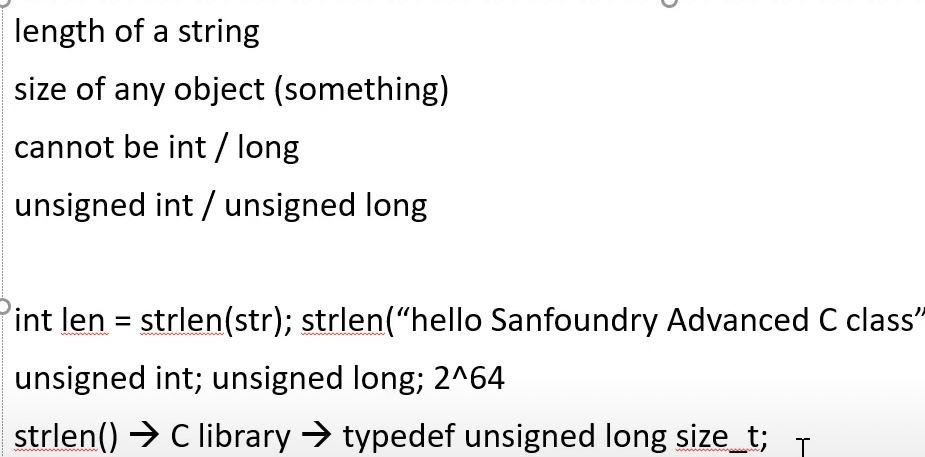 length of a string
size of any object (something)
cannot be int / long
unsigned int / unsigned long
int len = strlen(str); strlen(“hello Sanfoundry Advanced C class”
unsigned int; unsigned long; 2^64
strlen() → C library → typedef unsigned long size_t;